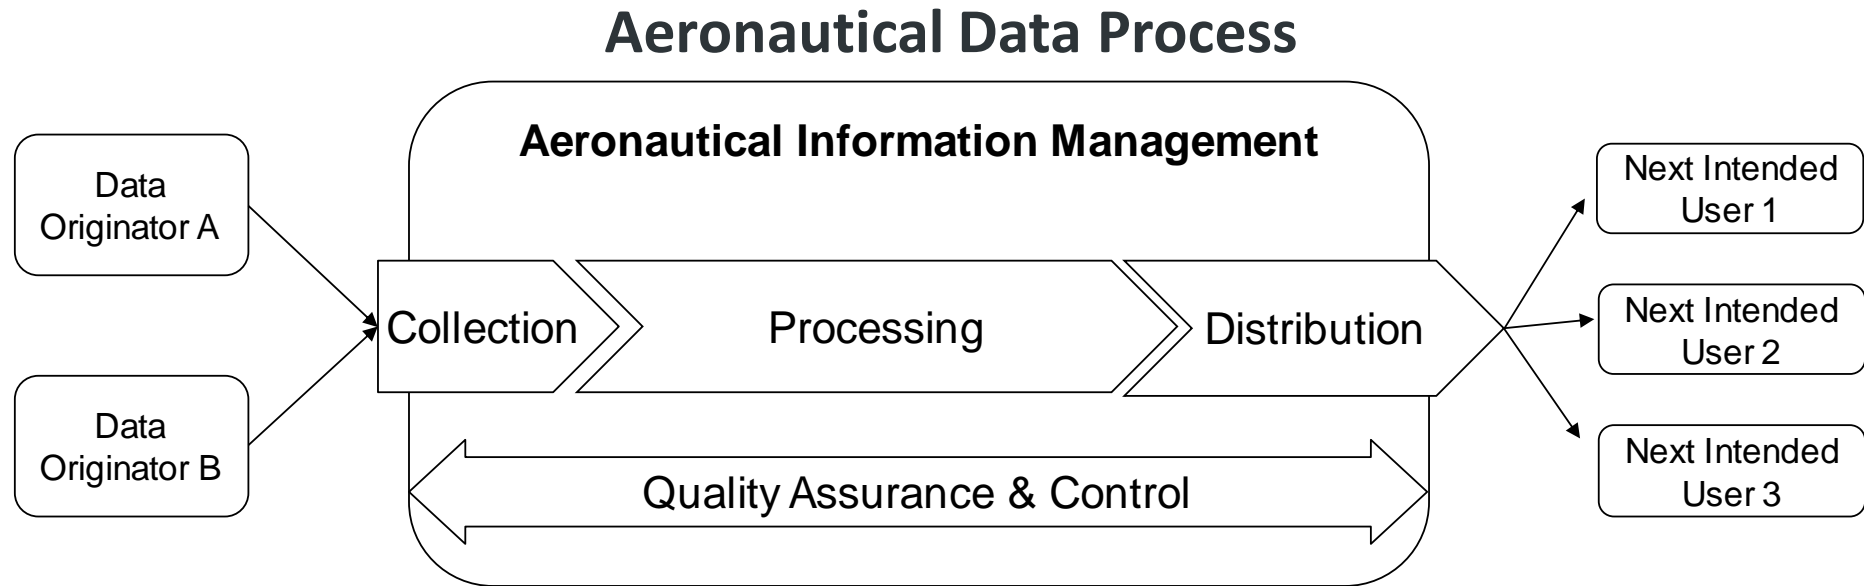 Aeronautical Data Process
Aeronautical Information Management
Data
Originator A
Data
Originator B
Collection
Processing
Distribution
Quality Assurance & Control
Next Intended
User 1
Next Intended
User 2
Next Intended
User 3